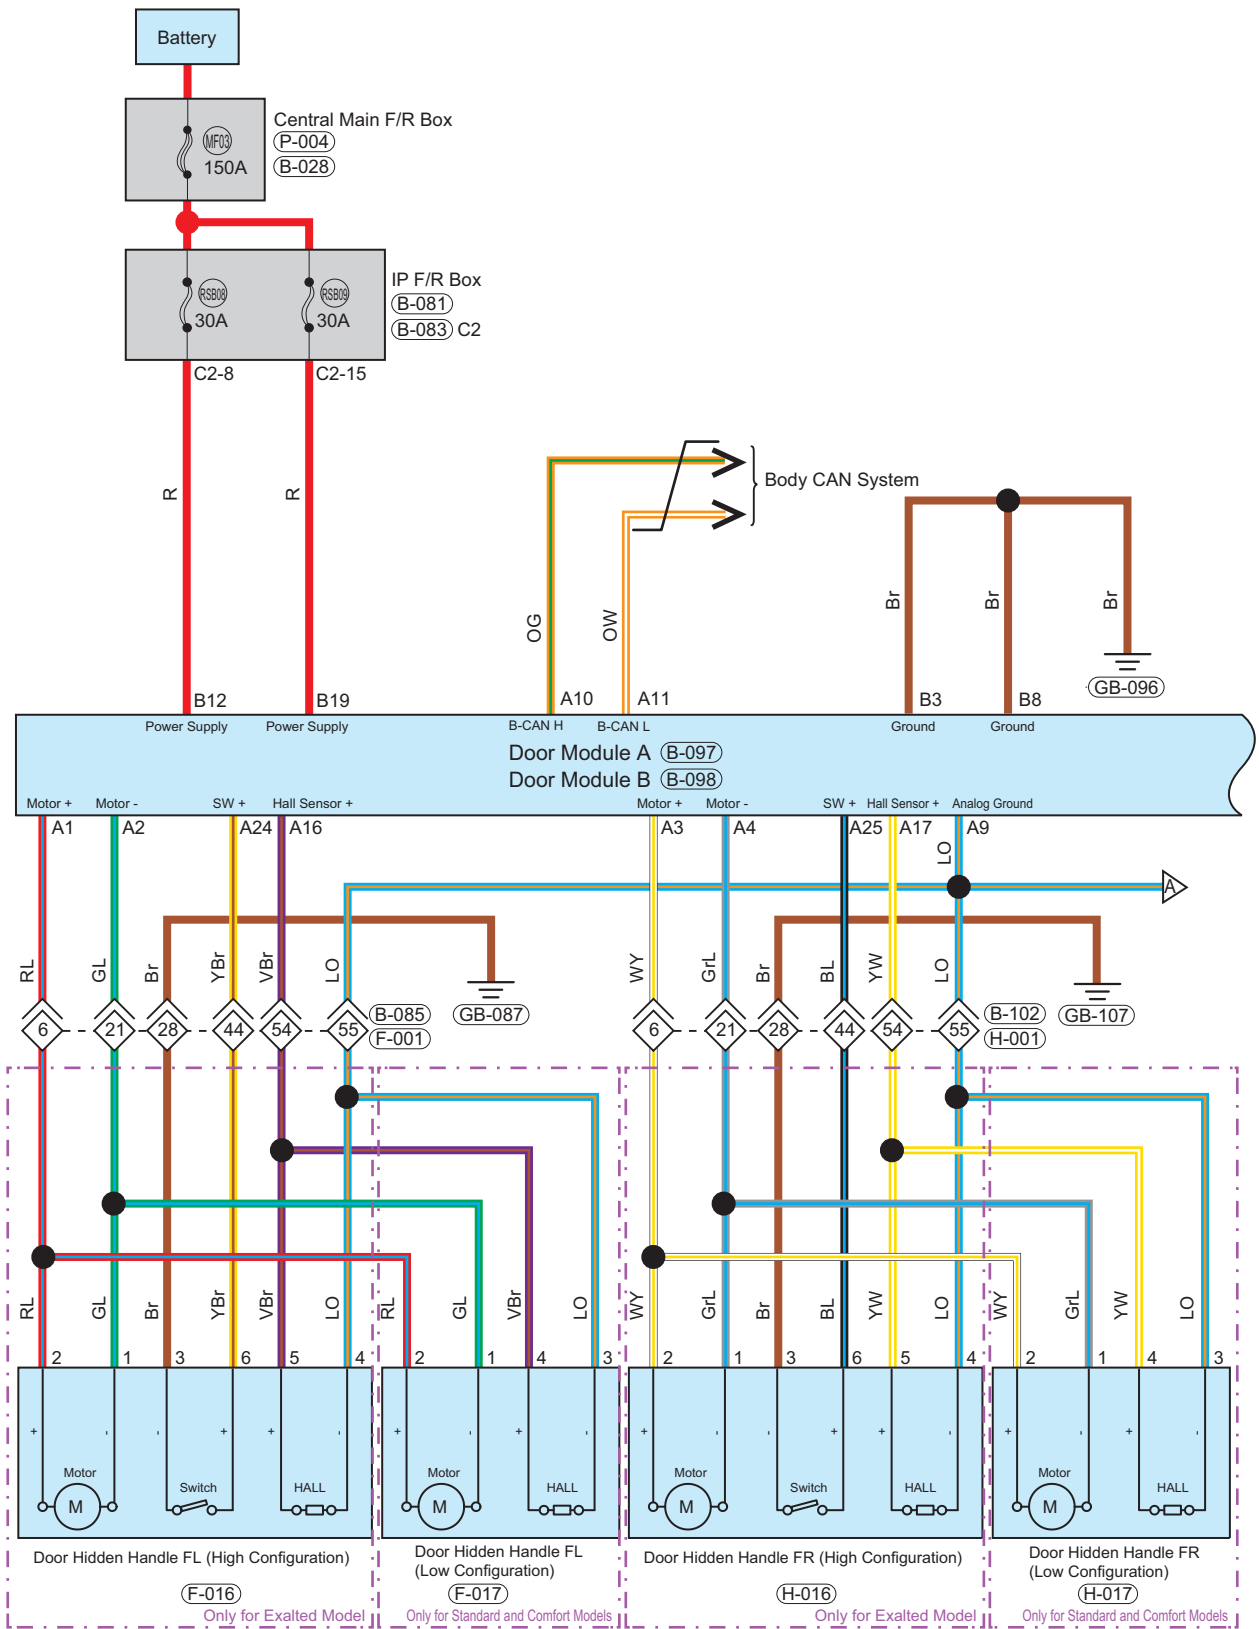 Battery
Central Main F/R Box
MF03
P-004
150A
B-028
IP F/R Box
RSB08
RSB09
B-081
30A
30A
B-083 C2
C2-8
C2-15
Body CAN System
R
R
OG
OW
Br
Br
Br
GB-096
B12
B19
A10
A11
B3
B8
Power Supply
Power Supply
B-CAN H
B-CAN L
Ground
Ground
Door Module A B-097
Door Module B B-098
Motor +
Motor -
SW +
Hall Sensor +
Motor +
Motor -
SW +
Hall Sensor +
Analog Ground
A1
A2
A24
A16
A3
A4
A25
A17
A9
LO
A
RL
GL
Br
YBr
VBr
LO
WY
GrL
Br
BL
YW
LO
B-085
GB-087
B-102
GB-107
6
21
28
44
54
55
F-001
6
21
28
44
54
55
H-001
RL
GL
Br
YBr
VBr
LO
RL
GL
VBr
LO
WY
GrL
Br
BL
YW
LO
WY
GrL
YW
LO
2
1
3
6
5
4
2
1
4
3
2
1
3
6
5
4
2
1
4
3
+
-
-
+
+
-
+
-
+
-
+
-
-
+
+
-
+
-
+
-
Motor
Switch
HALL
Motor
HALL
Motor
Switch
HALL
Motor
HALL
M
M
M
M
Door Hidden Handle FL (High Configuration)
F-016
Only for Exalted Model
Door Hidden Handle FL
(Low Configuration)
F-017
Only for Standard and Comfort Models
Door Hidden Handle FR (High Configuration)
H-016
Only for Exalted Model
Door Hidden Handle FR
(Low Configuration)
H-017
Only for Standard and Comfort Models